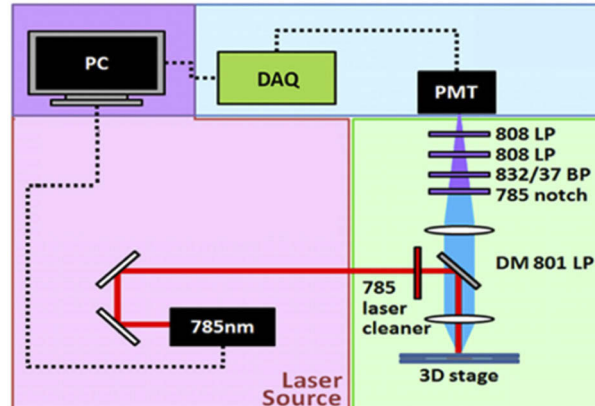 PC
DAQ
PMT
808 LP
808 LP
832/37 BP
785 notch
DM 801 LP
785
laser
cleaner
785nm
3D stage
Laser
Source